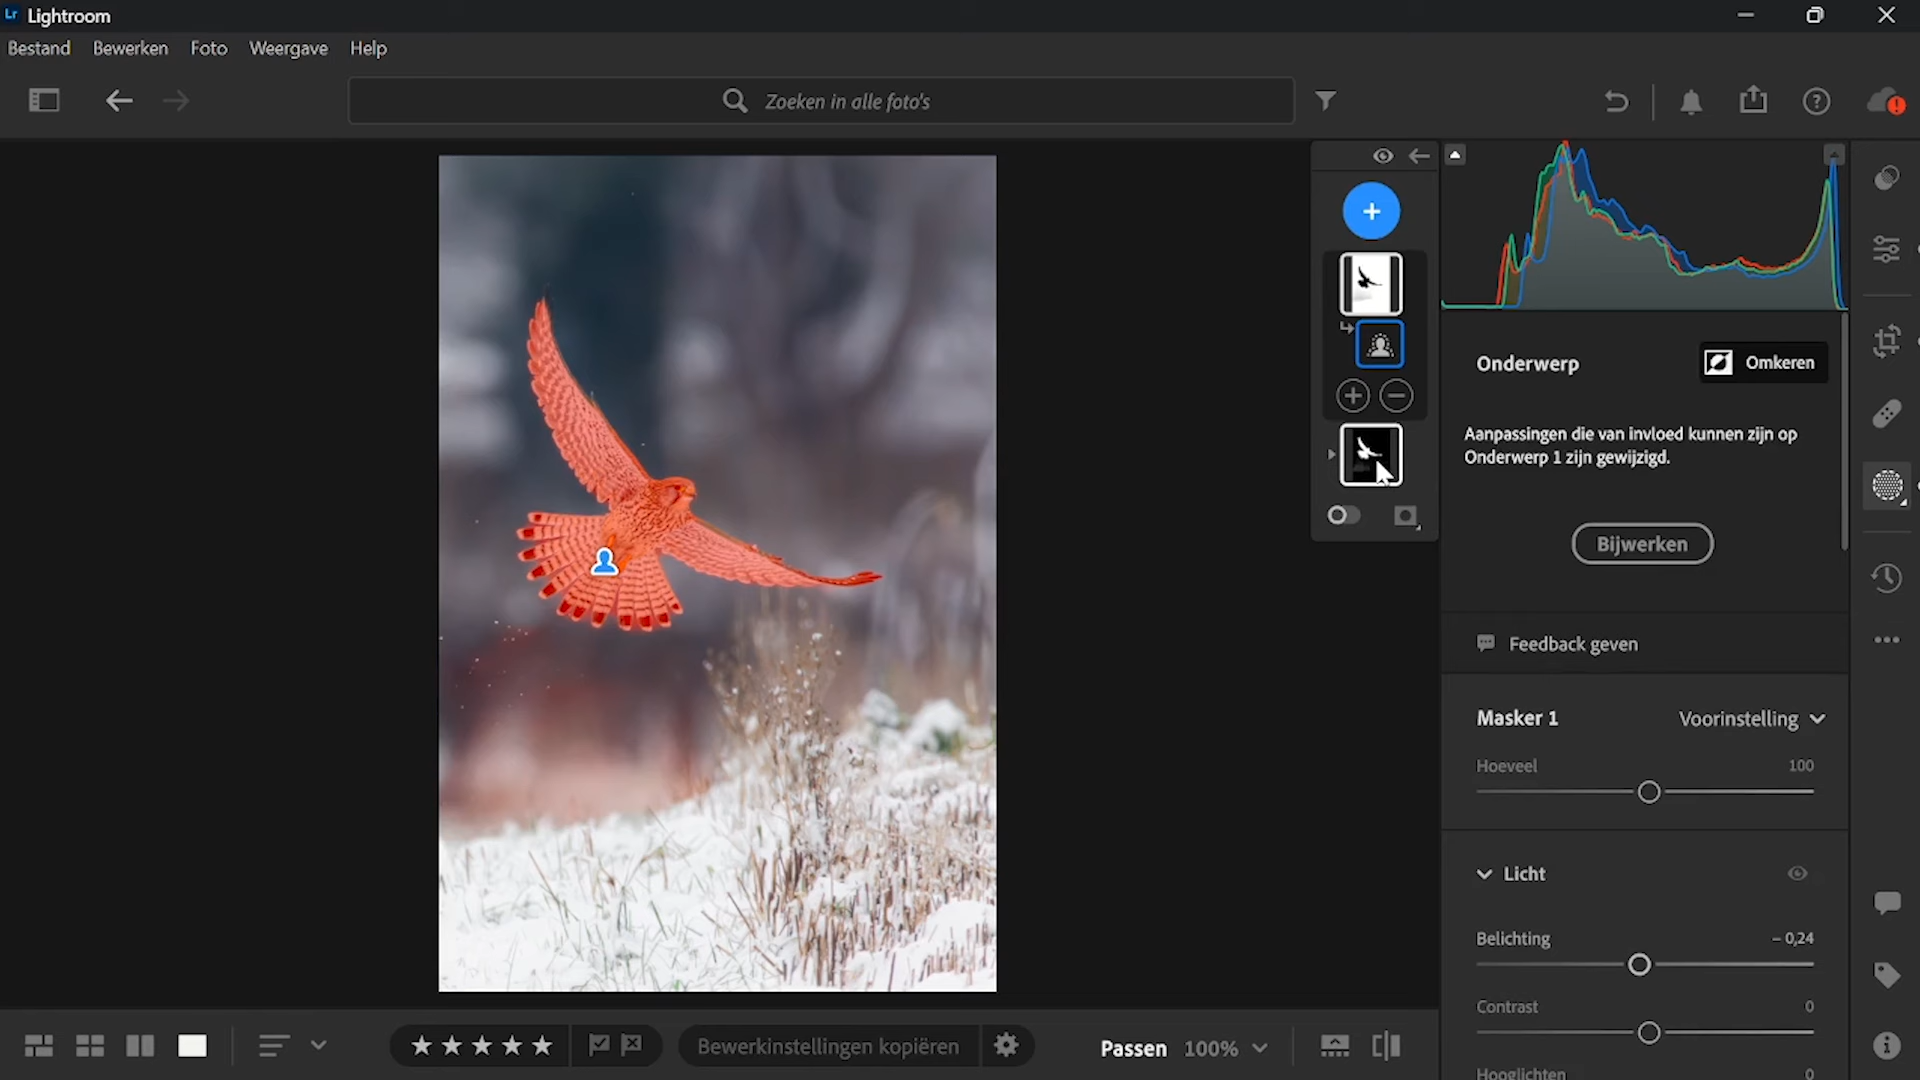 Lr Lightroom
Bestand Bewerken Foto Weergave Help
Zoeken in alle foto's
Onderwerp
Omkeren
Aanpassingen die van invloed kunnen zijn op
Onderwerp 1 zijn gewijzigd.
Bijwerken
Feedback geven
Masker 1
Voorinstelling
Hoeveel 100
Licht
Belichting – 0,24
Contrast 0
Hooglichten 0
Bewerkinstellingen kopiëren
Passen 100%